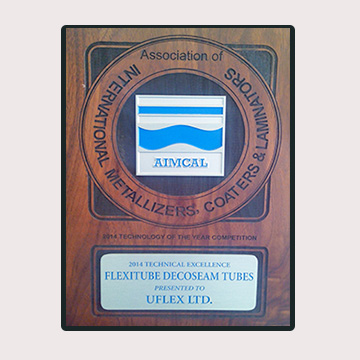 Association of
INTERNATIONAL METALLIZERS, COATERS & LAMINATORS
AIMCAL
2014 TECHNOLOGY OF THE YEAR COMPETITION
2014 TECHNICAL EXCELLENCE
FLEXITUBE DECOSEAM TUBES
PRESENTED TO
UFLEX LTD.